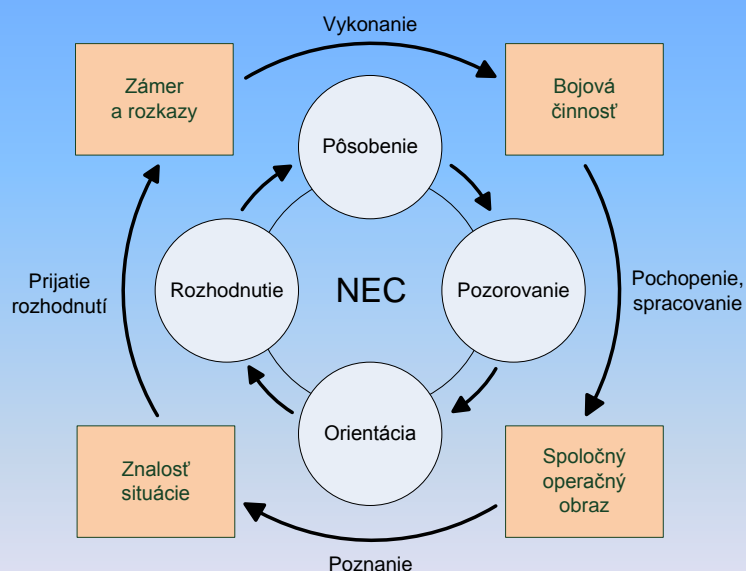 Vykonanie
Zámer
a rozkazy
Bojová
činnosť
Pôsobenie
Prijatie
rozhodnutí
Rozhodnutie
NEC
Pozorovanie
Pochopenie,
spracovanie
Orientácia
Znalosť
situácie
Spoločný
operačný
obraz
Poznanie